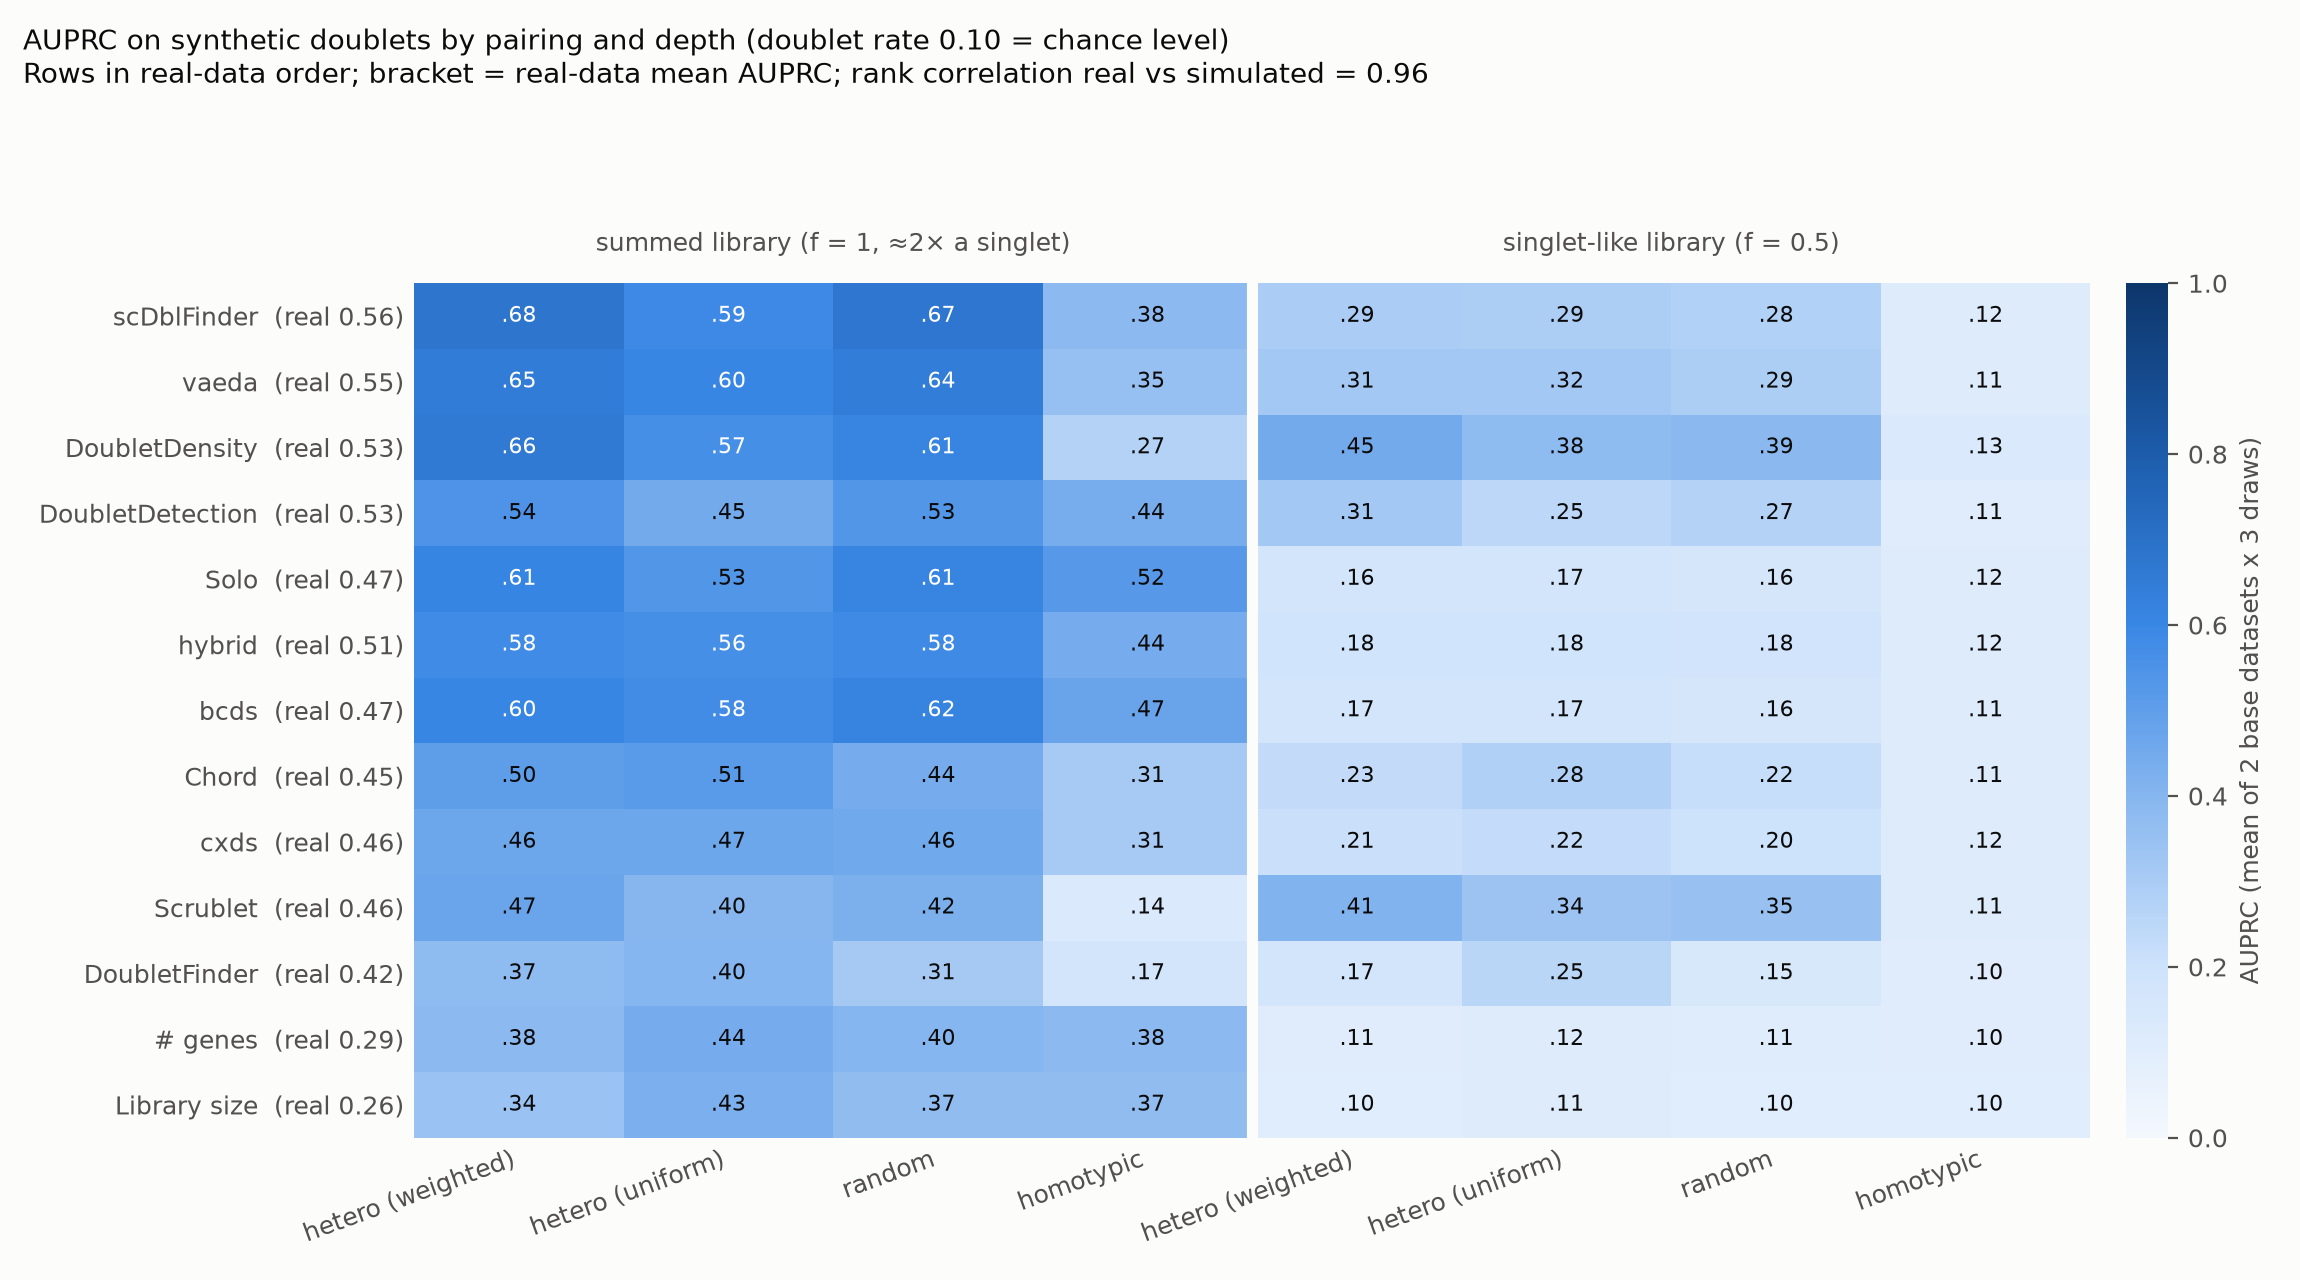 AUPRC on synthetic doublets by pairing and depth (doublet rate 0.10 = chance level)
Rows in real-data order; bracket = real-data mean AUPRC; rank correlation real vs simulated = 0.96
summed library (f = 1, ≈2× a singlet)
singlet-like library (f = 0.5)
scDblFinder (real 0.56) .68 .59 .67 .38 .29 .29 .28 .12
vaeda (real 0.55) .65 .60 .64 .35 .31 .32 .29 .11
DoubletDensity (real 0.53) .66 .57 .61 .27 .45 .38 .39 .13
DoubletDetection (real 0.53) .54 .45 .53 .44 .31 .25 .27 .11
Solo (real 0.47) .61 .53 .61 .52 .16 .17 .16 .12
hybrid (real 0.51) .58 .56 .58 .44 .18 .18 .18 .12
bcds (real 0.47) .60 .58 .62 .47 .17 .17 .16 .11
Chord (real 0.45) .50 .51 .44 .31 .23 .28 .22 .11
cxds (real 0.46) .46 .47 .46 .31 .21 .22 .20 .12
Scrublet (real 0.46) .47 .40 .42 .14 .41 .34 .35 .11
DoubletFinder (real 0.42) .37 .40 .31 .17 .17 .25 .15 .10
# genes (real 0.29) .38 .44 .40 .38 .11 .12 .11 .10
Library size (real 0.26) .34 .43 .37 .37 .10 .11 .10 .10
hetero (weighted)
hetero (uniform)
random
homotypic
hetero (weighted)
hetero (uniform)
random
homotypic
1.0
0.8
0.6
0.4
0.2
0.0
AUPRC (mean of 2 base datasets x 3 draws)